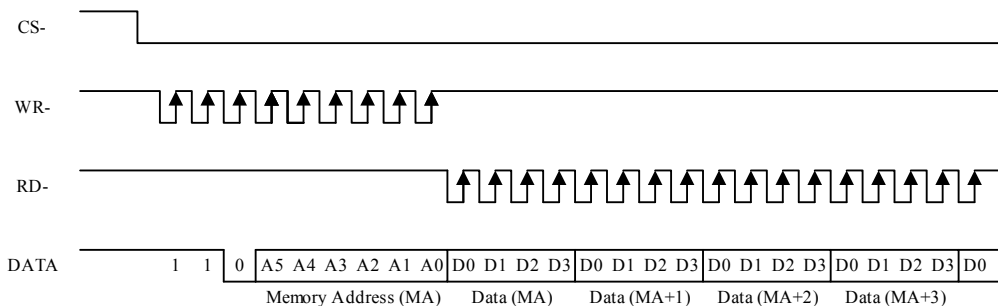 CS-
WR-
RD-
DATA 1 1 0 A5 A4 A3 A2 A1 A0 D0 D1 D2 D3 D0 D1 D2 D3 D0 D1 D2 D3 D0 D1 D2 D3 D0
Memory Address (MA) Data (MA) Data (MA+1) Data (MA+2) Data (MA+3)